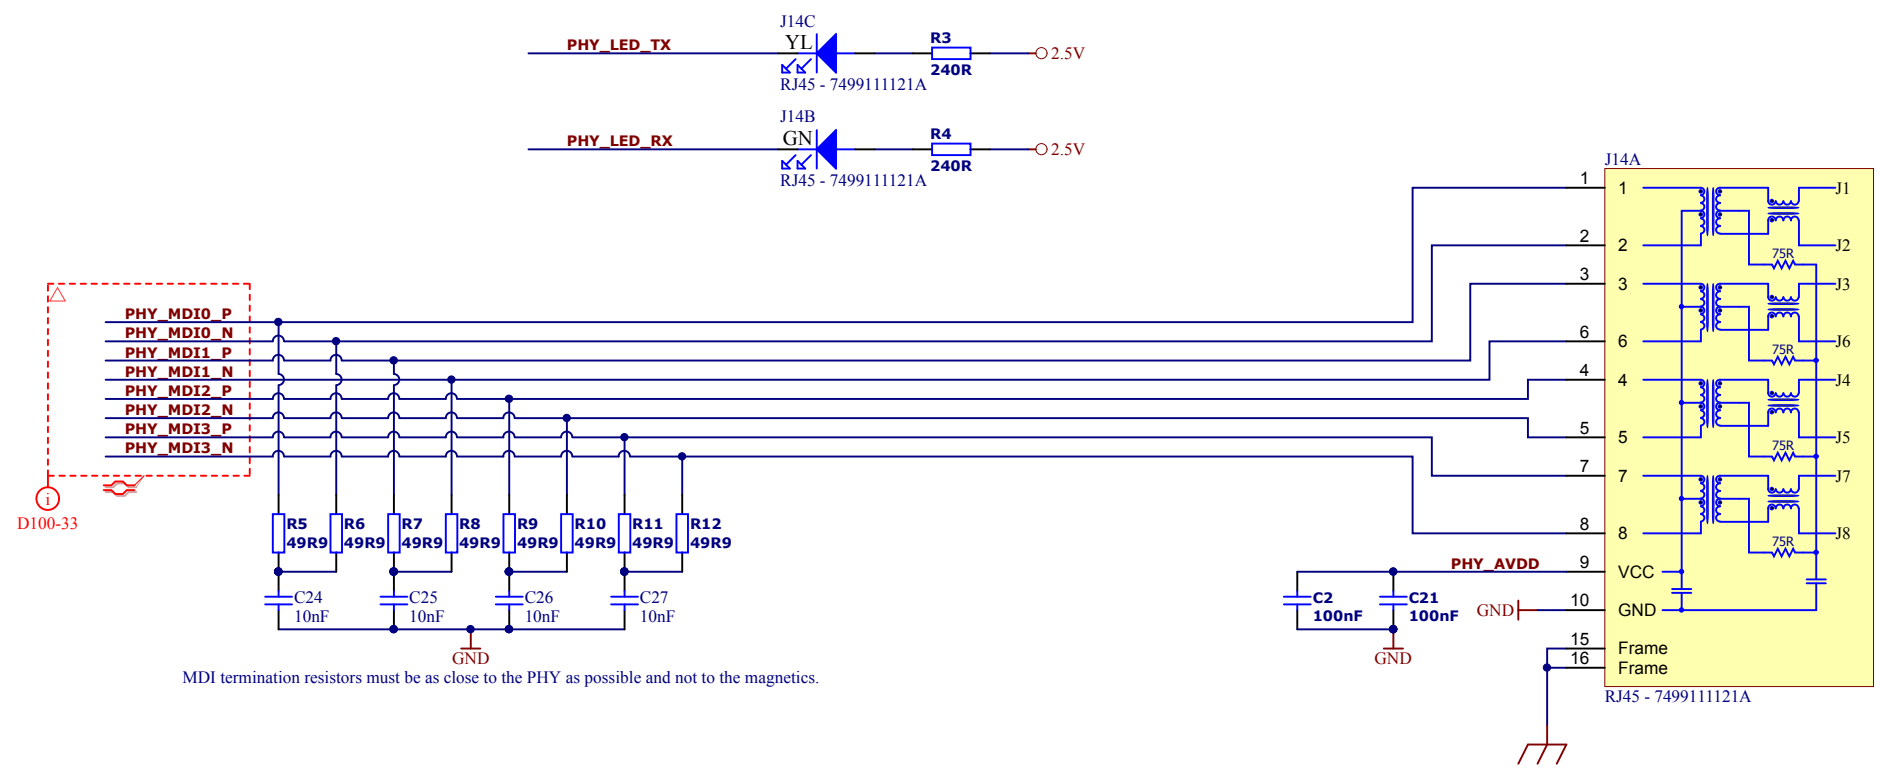 J14C
PHY_LED_TX
YL
R3
240R
2.5V
RJ45 - 7499111121A
J14B
PHY_LED_RX
GN
R4
240R
2.5V
RJ45 - 7499111121A
PHY_MDI0_P
PHY_MDI0_N
PHY_MDI1_P
PHY_MDI1_N
PHY_MDI2_P
PHY_MDI2_N
PHY_MDI3_P
PHY_MDI3_N
i
D100-33
R5
49R9
R6
49R9
R7
49R9
R8
49R9
R9
49R9
R10
49R9
R11
49R9
R12
49R9
C24
10nF
C25
10nF
C26
10nF
C27
10nF
GND
MDI termination resistors must be as close to the PHY as possible and not to the magnetics.
J14A
1 1 J1
2 2 J2
75R
3 3 J3
6 6 J6
75R
4 4 J4
5 5 J5
75R
7 7 J7
8 8 J8
75R
PHY_AVDD 9 VCC
C2
100nF
C21
100nF
GND
GND 10 GND
15 Frame
16 Frame
RJ45 - 7499111121A